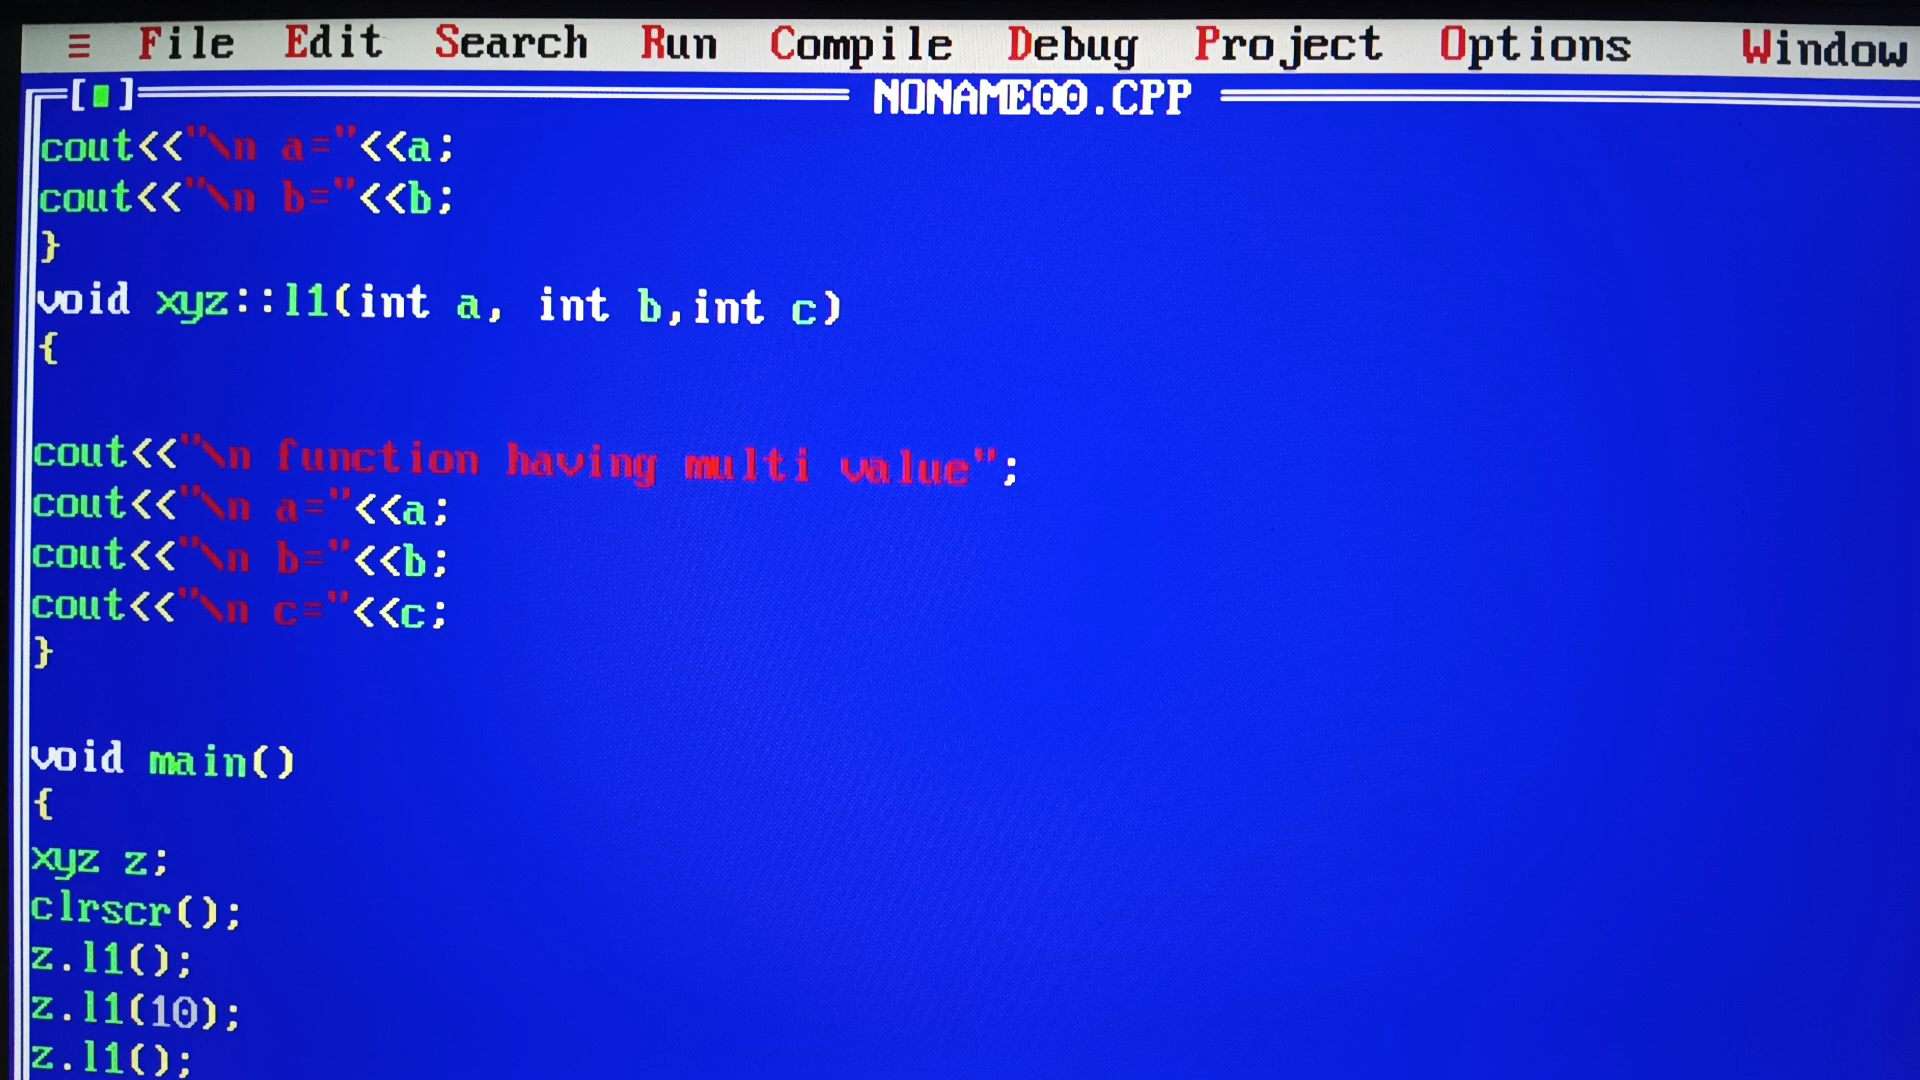 ≡ File Edit Search Run Compile Debug Project Options Window
[■] NONAME00.CPP
cout<<"\n a="<<a;
cout<<"\n b="<<b;
}
void xyz::l1(int a, int b,int c)
{
cout<<"\n function having multi value";
cout<<"\n a="<<a;
cout<<"\n b="<<b;
cout<<"\n c="<<c;
}
void main()
{
xyz z;
clrscr();
z.l1();
z.l1(10);
z.l1();